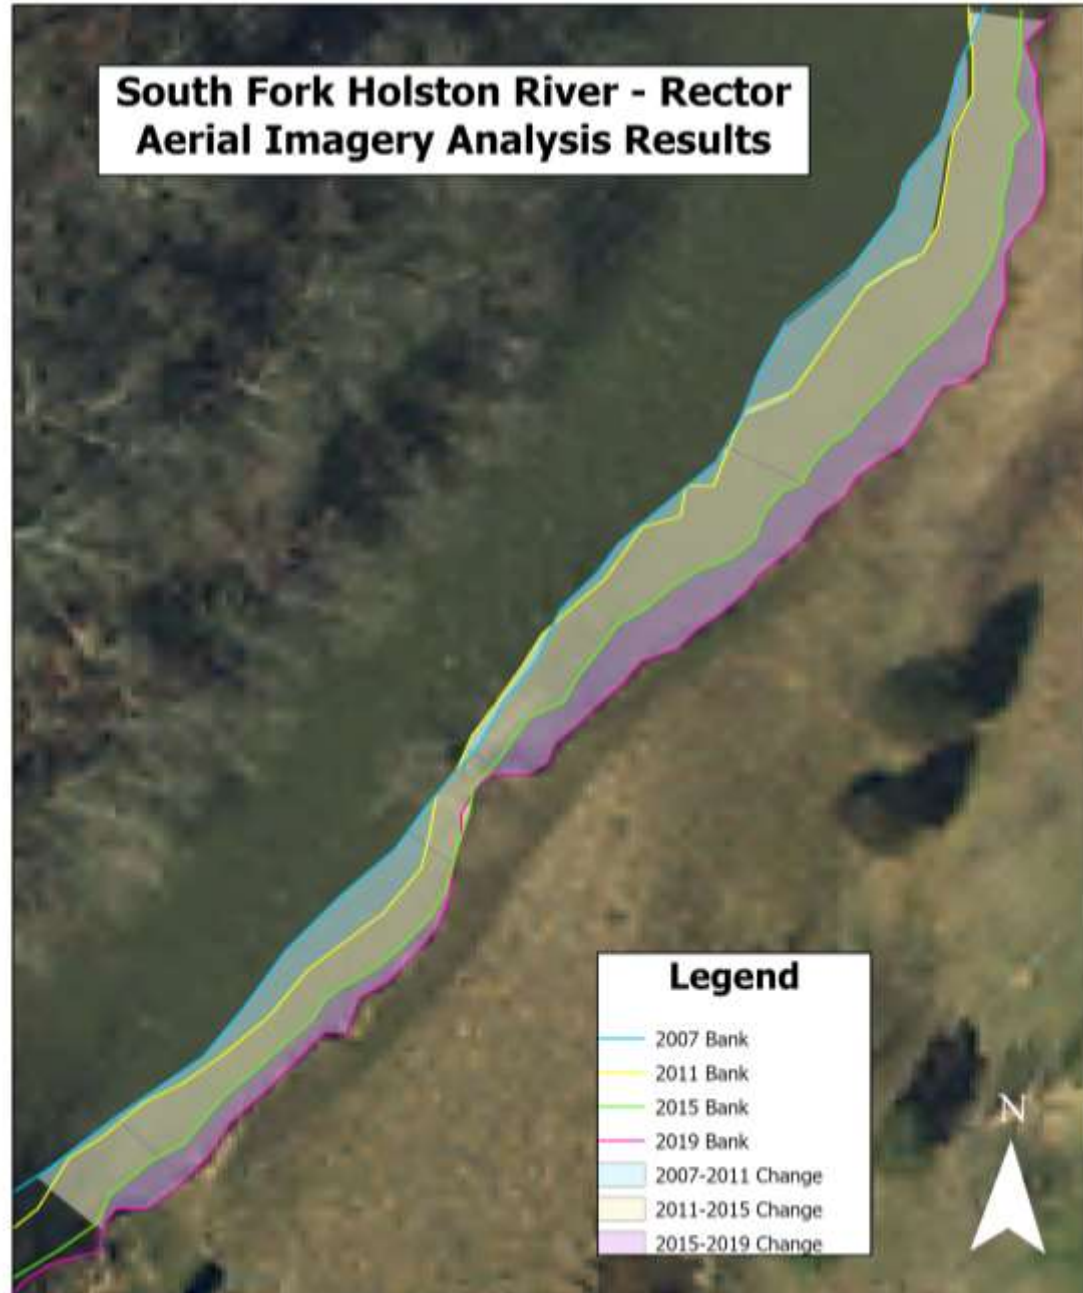 South Fork Holston River - Rector
Aerial Imagery Analysis Results
Legend
2007 Bank
2011 Bank
2015 Bank
2019 Bank
2007-2011 Change
2011-2015 Change
2015-2019 Change
N